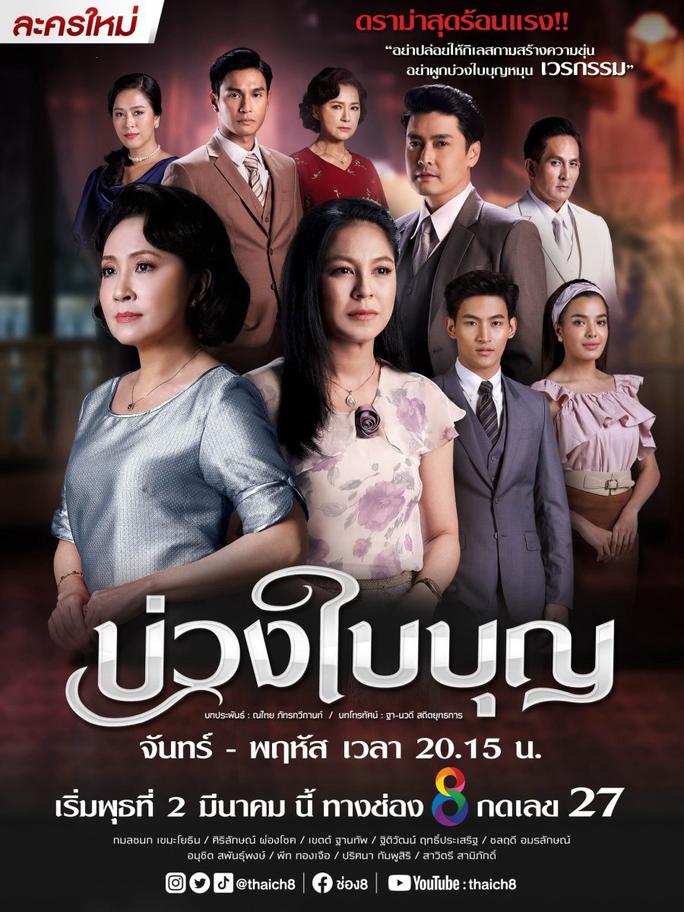 ละครใหม่
ดราม่าสุดร้อนแรง!!
“อย่าปล่อยให้กิเลสกามสร้างความขุ่น
อย่าผูกบ่วงใบบุญหมุน เวรกรรม”
บ่วงใบบุญ
บทประพันธ์ : ณไทย ภัทรกวีกานท์ / บทโทรทัศน์ : ฐา-นวดี สถิตยุทธการ
จันทร์ - พฤหัส เวลา 20.15 น.
เริ่มพุธที่ 2 มีนาคม นี้ ทางช่อง 8 กดเลข 27
กมลชนก เขมะโยธิน / ศิริลักษณ์ ผ่องโชค / เขตต์ ฐานทัพ / ฐิติวัฒน์ ฤทธิ์ประเสริฐ / ชลฤดี อมรลักษณ์
อนุชิต สพันธุ์พงษ์ / พีท ทองเจือ / ปริศนา กัมพูสิริ / สาวิตรี สามิภักดิ์
@thaich8 ช่อง8 YouTube : thaich8